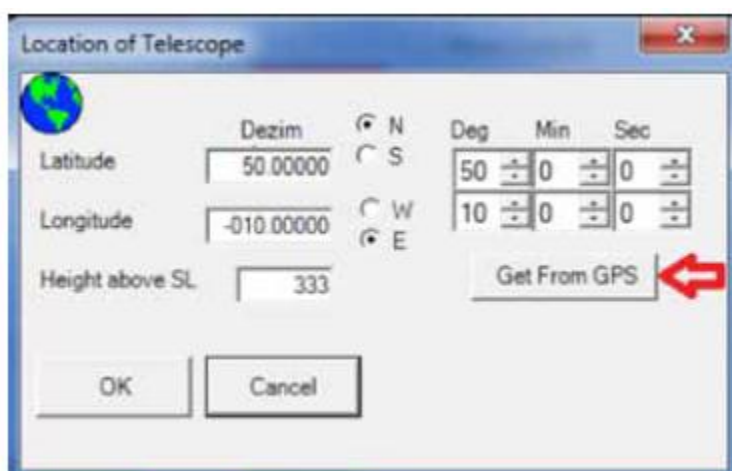 Location of Telescope
Dezim N Deg Min Sec
Latitude 50.00000 S 50 0 0
Longitude -010.00000 W 10 0 0
E
Height above SL 333 Get From GPS
OK Cancel